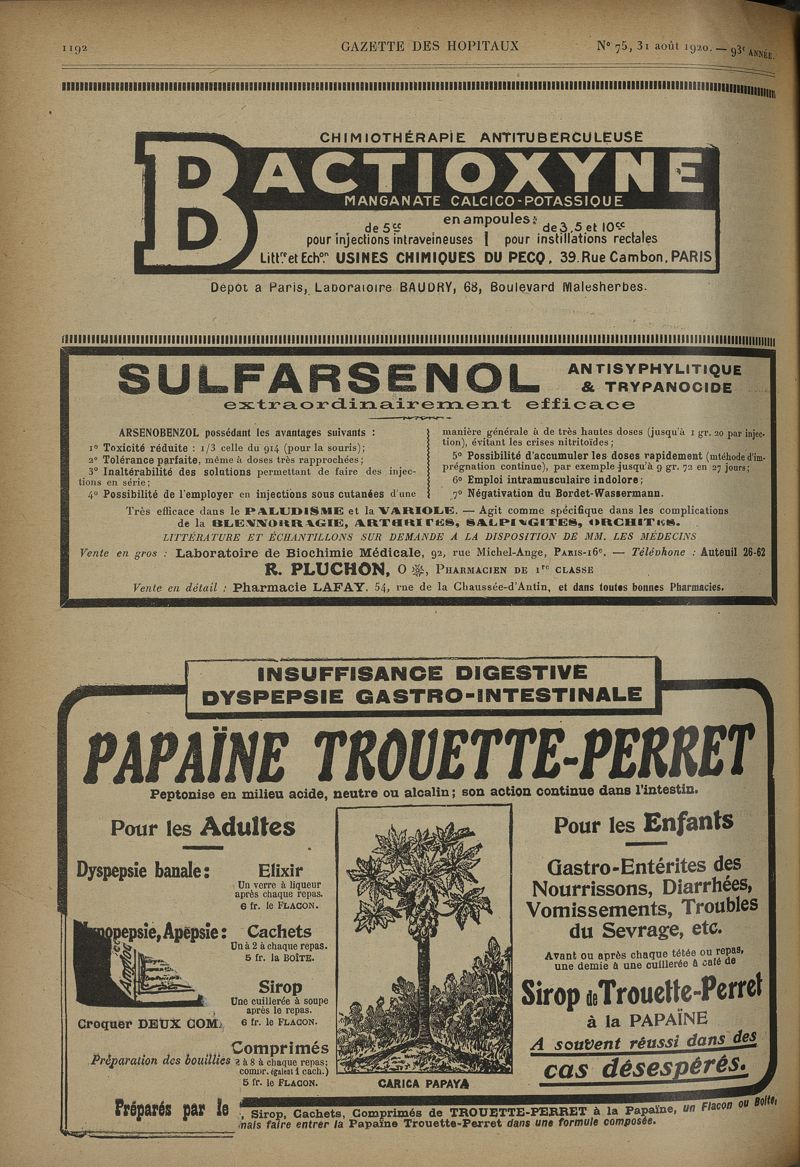 1192
GAZETTE DES HOPITAUX
N° 75, 31 août 1920. — 93e ANNÉE.
CHIMIOTHÉRAPIE ANTITUBERCULEUSE
BACTIOXYNE
MANGANATE CALCICO-POTASSIQUE
en ampoules:
de 5cc de 3, 5 et 10cc
pour injections intraveineuses | pour instillations rectales
Littre et Echon USINES CHIMIQUES DU PECQ, 39, Rue Cambon, PARIS
Dépôt à Paris, Laboratoire BAUDRY, 68, Boulevard Malesherbes.
SULFARSENOL
ANTISYPHYLITIQUE
& TRYPANOCIDE
extraordinairement efficace
ARSENOBENZOL possédant les avantages suivants :
1° Toxicité réduite : 1/3 celle du 914 (pour la souris);
2° Tolérance parfaite, même à doses très rapprochées;
3° Inaltérabilité des solutions permettant de faire des injec-
tions en série;
4° Possibilité de l'employer en injections sous cutanées d'une
manière générale à de très hautes doses (jusqu'à 1 gr. 20 par injec-
tion), évitant les crises nitritoïdes;
5° Possibilité d'accumuler les doses rapidement (mtéhode d'im-
prégnation continue), par exemple jusqu'à 9 gr. 72 en 27 jours;
6° Emploi intramusculaire indolore;
7° Négativation du Bordet-Wassermann.
Très efficace dans le PALUDISME et la VARIOLE. — Agit comme spécifique dans les complications
de la BLENNORRAGIE, ARTHRITES, SALPINGITES, ORCHITES.
LITTÉRATURE ET ÉCHANTILLONS SUR DEMANDE A LA DISPOSITION DE MM. LES MÉDECINS
Vente en gros : Laboratoire de Biochimie Médicale, 92, rue Michel-Ange, PARIS-16e. — Téléphone : Auteuil 26-62
R. PLUCHON, O, PHARMACIEN DE 1re CLASSE
Vente en détail : Pharmacie LAFAY, 54, rue de la Chaussée-d'Antin, et dans toutes bonnes Pharmacies.
INSUFFISANCE DIGESTIVE
DYSPEPSIE GASTRO-INTESTINALE
PAPAÏNE TROUETTE-PERRET
Peptonise en milieu acide, neutre ou alcalin; son action continue dans l'intestin.
Pour les Adultes
Dyspepsie banale:
Elixir
Un verre à liqueur
après chaque repas.
6 fr. le FLACON.
Apepsie:
Cachets
Un à 2 à chaque repas.
5 fr. la BOÎTE.
Sirop
Une cuillerée à soupe
après le repas.
6 fr. le FLACON.
Croquer DEUX COM
Comprimés
Préparation des bouillies
2 à 8 à chaque repas;
(2 compr. égalent 1 cach.)
5 fr. le FLACON.
CARICA PAPAYA
Pour les Enfants
Gastro-Entérites des
Nourrissons, Diarrhées,
Vomissements, Troubles
du Sevrage, etc.
Avant ou après chaque tétée ou repas,
une demie à une cuillerée à café de
Sirop de Trouette-Perret
à la PAPAÏNE
A souvent réussi dans des
cas désespérés.
Préparés par le
, Sirop, Cachets, Comprimés de TROUETTE-PERRET à la Papaïne, un Flacon ou Boîte,
mais faire entrer la Papaïne Trouette-Perret dans une formule composée.